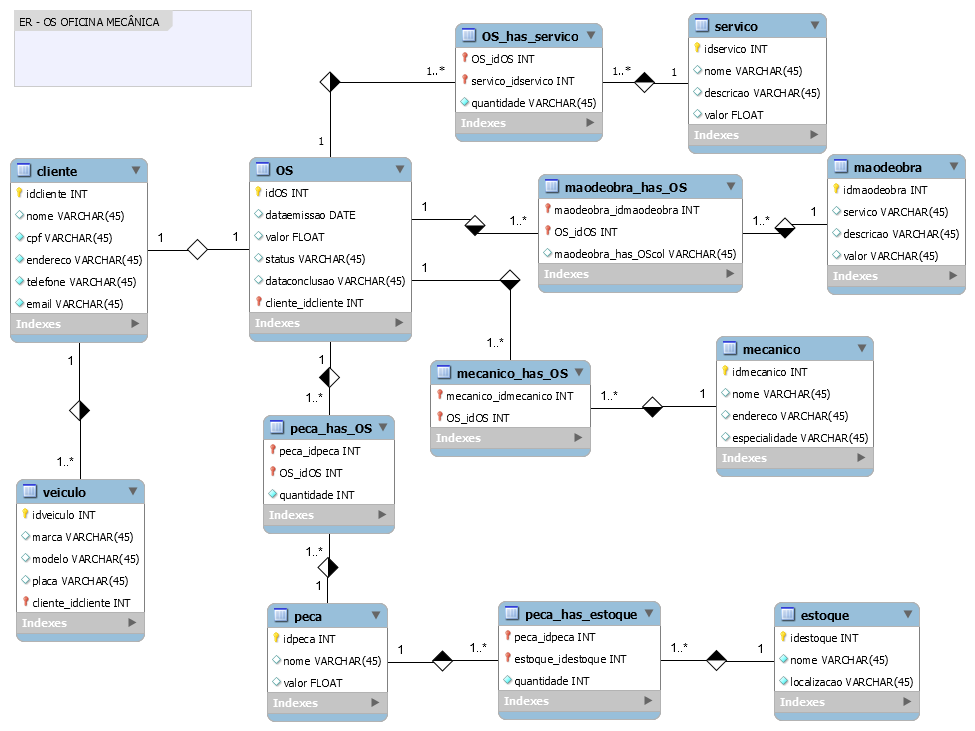 ER - OS OFICINA MECÂNICA
OS_has_servico
OS_idOS INT
servico_idservico INT
quantidade VARCHAR(45)
Indexes
servico
idservico INT
nome VARCHAR(45)
descricao VARCHAR(45)
valor FLOAT
Indexes
1..*
1..*
1
1
cliente
idcliente INT
nome VARCHAR(45)
cpf VARCHAR(45)
endereco VARCHAR(45)
telefone VARCHAR(45)
email VARCHAR(45)
Indexes
1
1
OS
idOS INT
dataemissao DATE
valor FLOAT
status VARCHAR(45)
dataconclusao VARCHAR(45)
cliente_idcliente INT
Indexes
1
1..*
maodeobra_has_OS
maodeobra_idmaodeobra INT
OS_idOS INT
maodeobra_has_OScol VARCHAR(45)
Indexes
1..*
1
maodeobra
idmaodeobra INT
servico VARCHAR(45)
descricao VARCHAR(45)
valor VARCHAR(45)
Indexes
1
1..*
mecanico_has_OS
mecanico_idmecanico INT
OS_idOS INT
Indexes
1..*
1
mecanico
idmecanico INT
nome VARCHAR(45)
endereco VARCHAR(45)
especialidade VARCHAR(45)
Indexes
1
1..*
1
1..*
peca_has_OS
peca_idpeca INT
OS_idOS INT
quantidade INT
Indexes
veiculo
idveiculo INT
marca VARCHAR(45)
modelo VARCHAR(45)
placa VARCHAR(45)
cliente_idcliente INT
Indexes
1..*
1
peca
idpeca INT
nome VARCHAR(45)
valor FLOAT
Indexes
1
1..*
peca_has_estoque
peca_idpeca INT
estoque_idestoque INT
quantidade INT
Indexes
1..*
1
estoque
idestoque INT
nome VARCHAR(45)
localizacao VARCHAR(45)
Indexes